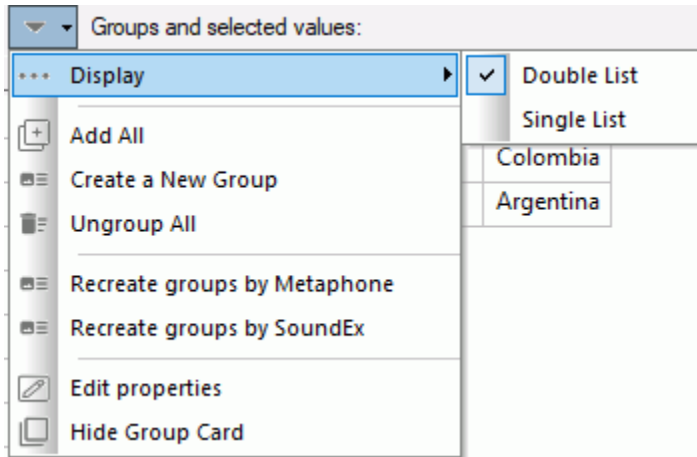 Groups and selected values:
Display
Double List
Single List
Add All
Colombia
Create a New Group
Argentina
Ungroup All
Recreate groups by Metaphone
Recreate groups by SoundEx
Edit properties
Hide Group Card